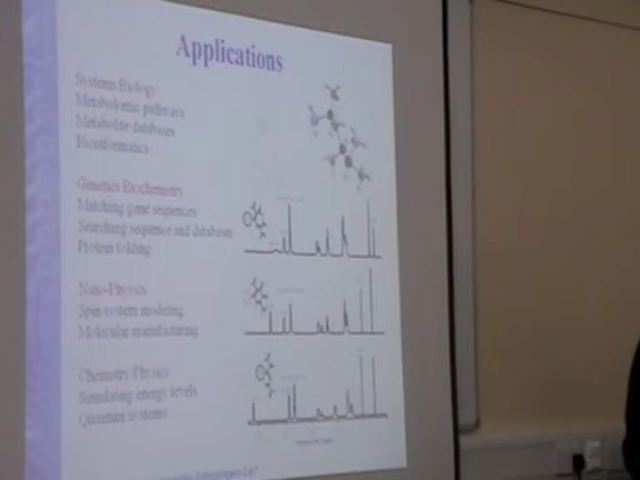 Applications
Systems Biology
Metabolomic pathways
Metabolite databases
Bioinformatics
Genetics Biochemistry
Matching gene sequences
Searching sequence and databases
Protein folding
Nano-Physics
Spin system modeling
Molecular manufacturing
Chemistry Physics
Simulating energy levels
Quantum systems